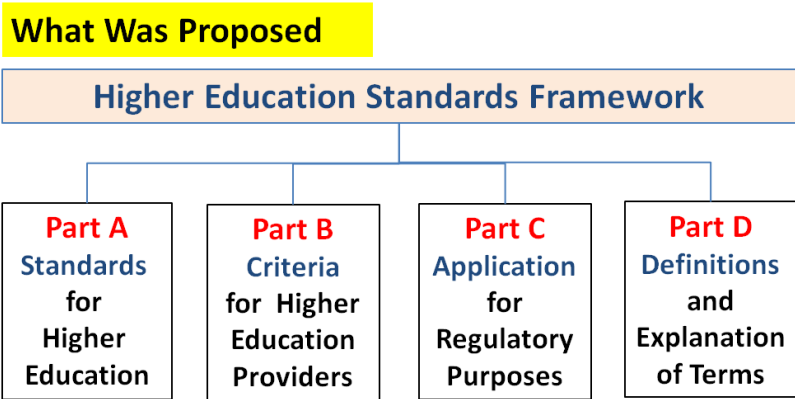 What Was Proposed
Higher Education Standards Framework
Part A
Standards
for
Higher
Education
Part B
Criteria
for Higher
Education
Providers
Part C
Application
for
Regulatory
Purposes
Part D
Definitions
and
Explanation
of Terms